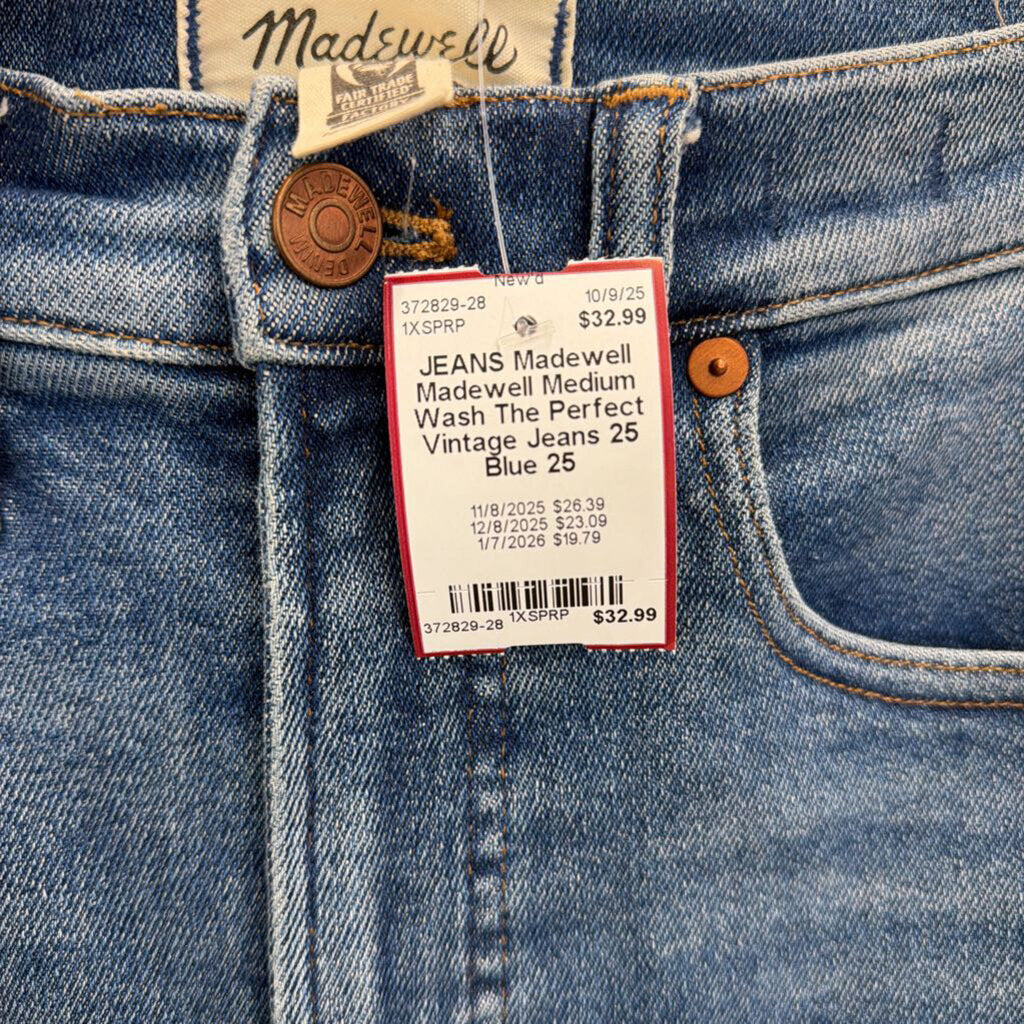 Madewell
FAIR TRADE
CERTIFIED
FACTORY
MADEWELL
DENIM
New'd
372829-28 10/9/25
1XSPRP $32.99
JEANS Madewell
Madewell Medium
Wash The Perfect
Vintage Jeans 25
Blue 25
11/8/2025 $26.39
12/8/2025 $23.09
1/7/2026 $19.79
372829-28 1XSPRP $32.99